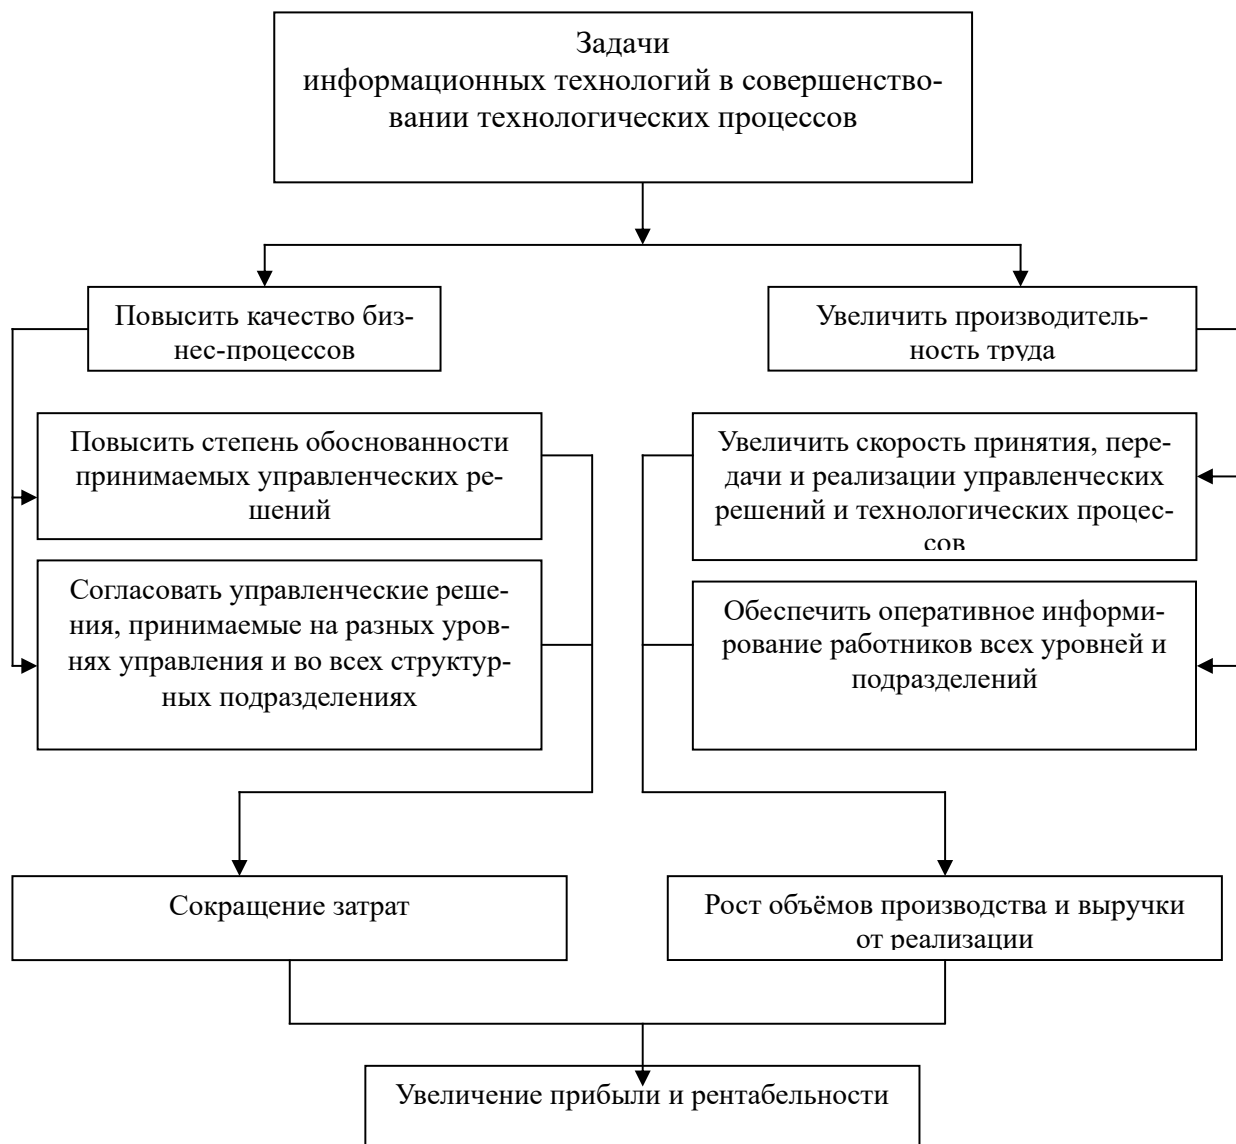 Задачи
информационных технологий в совершенство-
вании технологических процессов
Повысить качество биз-
нес-процессов
Увеличить производитель-
ность труда
Повысить степень обоснованности
принимаемых управленческих ре-
шений
Увеличить скорость принятия, пере-
дачи и реализации управленческих
решений и технологических процес-
сов
Согласовать управленческие реше-
ния, принимаемые на разных уров-
нях управления и во всех структур-
ных подразделениях
Обеспечить оперативное информи-
рование работников всех уровней и
подразделений
Сокращение затрат
Рост объёмов производства и выручки
от реализации
Увеличение прибыли и рентабельности